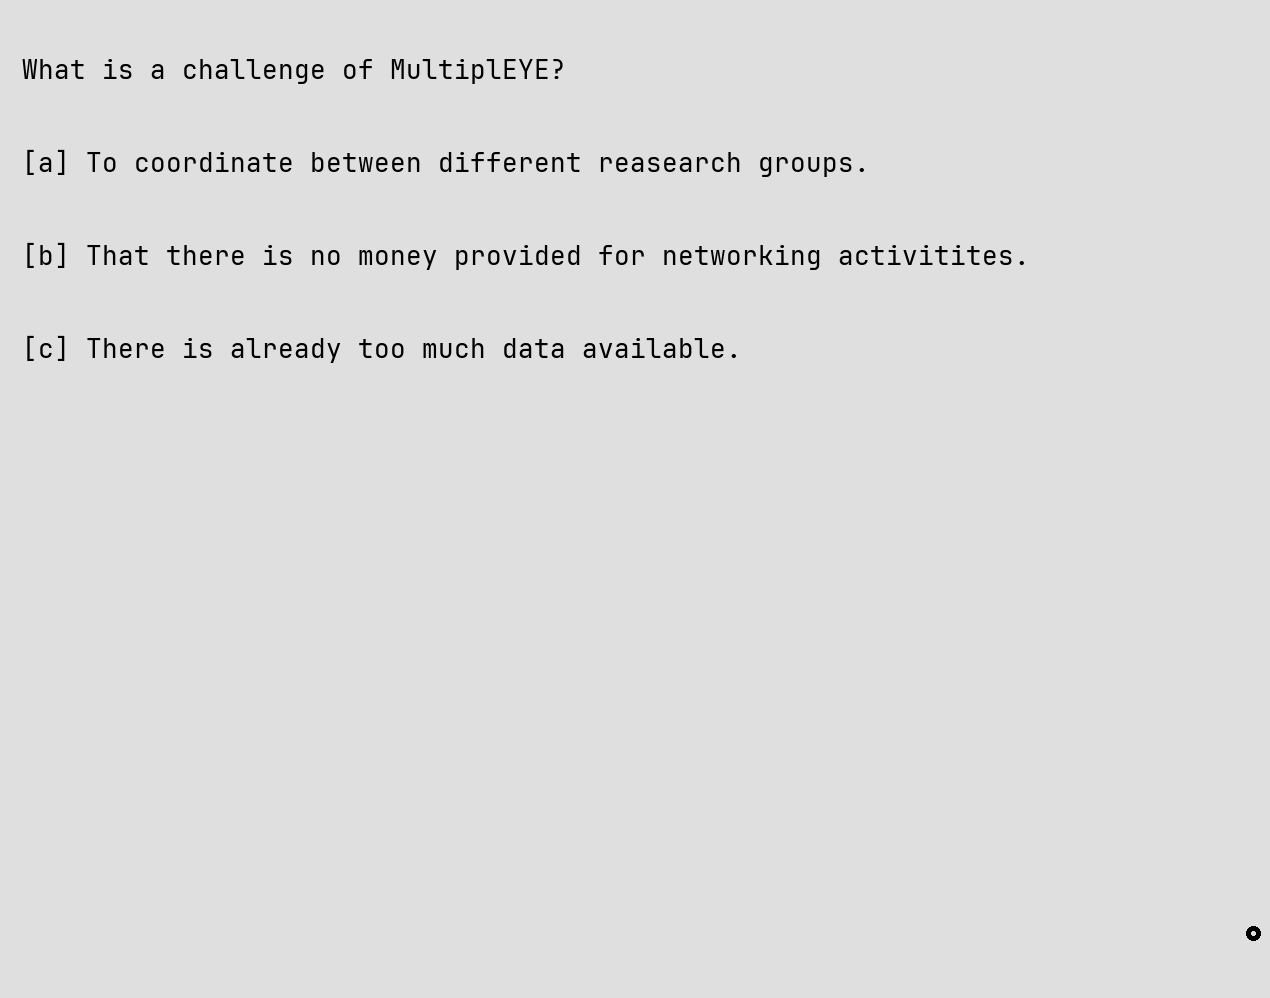 What is a challenge of MultiplEYE?
[a] To coordinate between different reasearch groups.
[b] That there is no money provided for networking activitites.
[c] There is already too much data available.